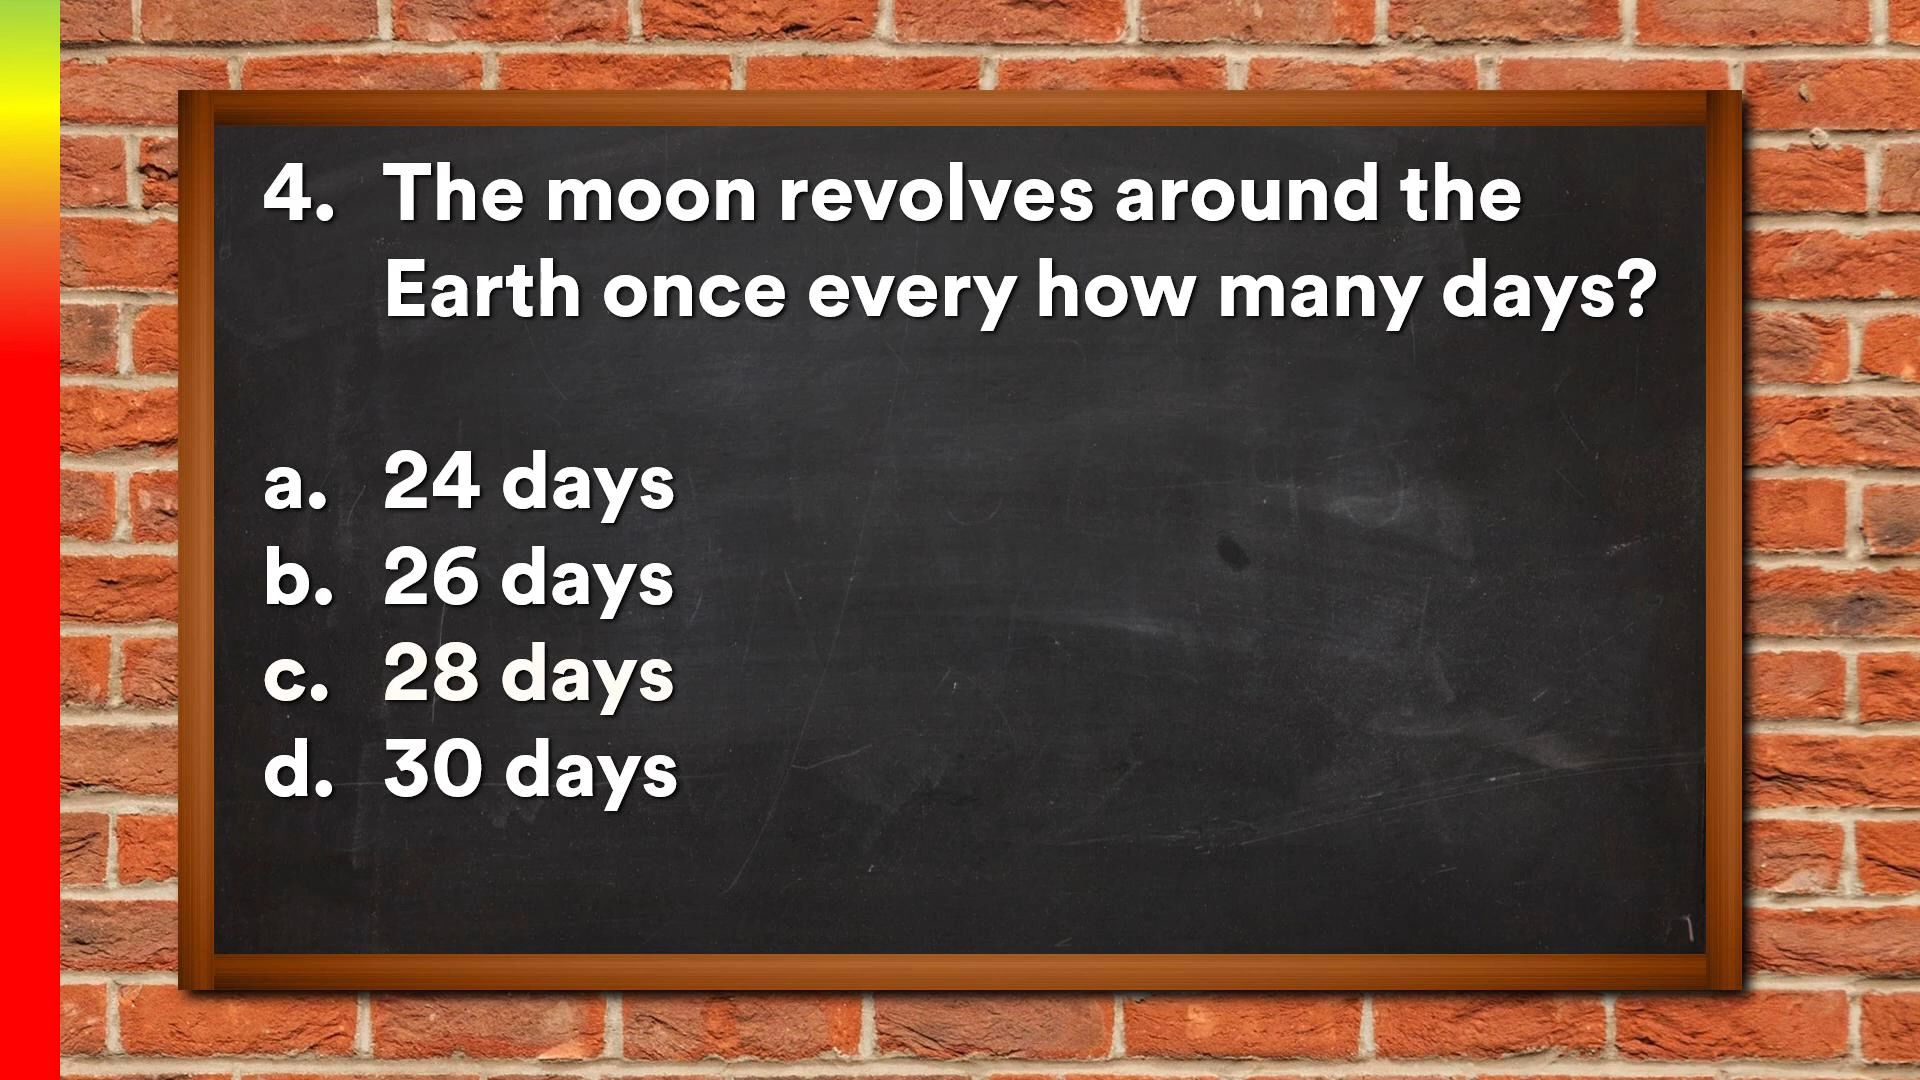 4. The moon revolves around the
Earth once every how many days?
a. 24 days
b. 26 days
c. 28 days
d. 30 days